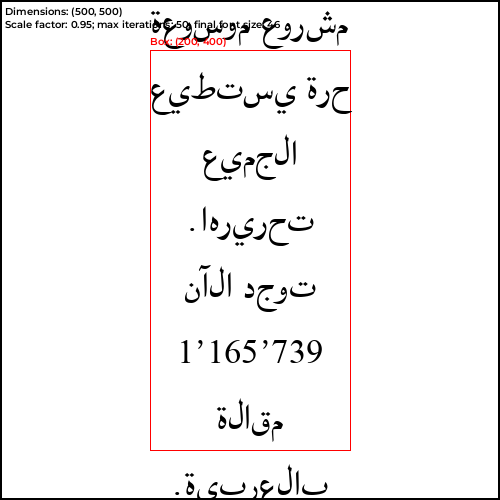 Dimensions: (500, 500)
Scale factor: 0.95; max iterations: 50; final font size: 46
مشروع موسوعة
Box: (200, 400)
حرة يستطيع
الجميع
تحريرها.
توجد الآن
1’165’739
مقالة
بالعربية.